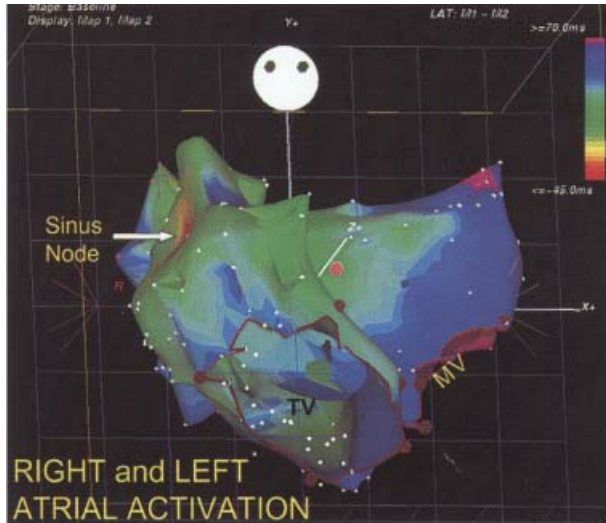 Stage: Baseline
Display: Map 1, Map 2
Y+
LAT: M1 - M2
>=70.0ms
<=-45.0ms
Sinus
Node
Z+
R
X+
MV
TV
RIGHT and LEFT
ATRIAL ACTIVATION